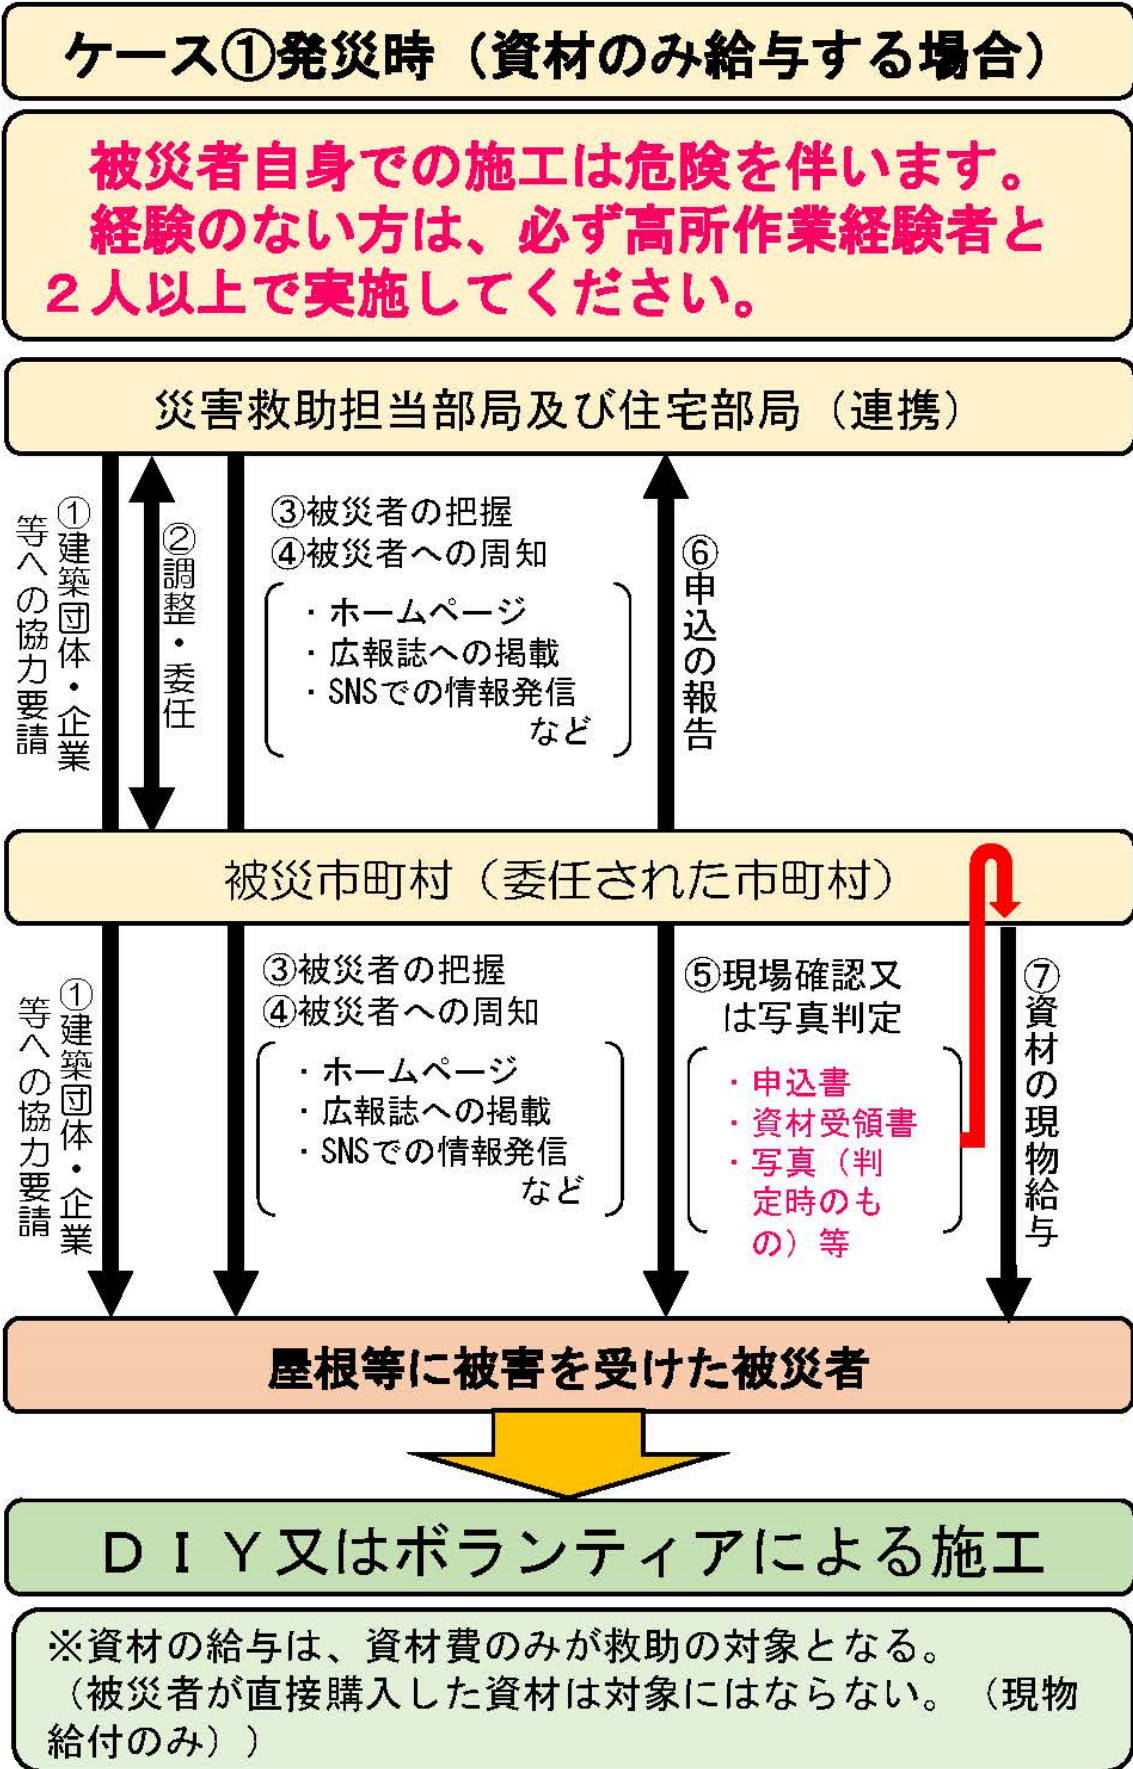 ケース①発災時（資材のみ給与する場合）
被災者自身での施工は危険を伴います。
経験のない方は、必ず高所作業経験者と
２人以上で実施してください。
災害救助担当部局及び住宅部局（連携）
①建築団体・企業
等への協力要請
②調整・委任
③被災者の把握
④被災者への周知
・ホームページ
・広報誌への掲載
・SNSでの情報発信
など
⑥申込の報告
被災市町村（委任された市町村）
①建築団体・企業
等への協力要請
③被災者の把握
④被災者への周知
・ホームページ
・広報誌への掲載
・SNSでの情報発信
など
⑤現場確認又
は写真判定
・申込書
・資材受領書
・写真（判
定時のも
の）等
⑦資材の現物給与
屋根等に被害を受けた被災者
ＤＩＹ又はボランティアによる施工
※資材の給与は、資材費のみが救助の対象となる。
（被災者が直接購入した資材は対象にはならない。（現物
給付のみ））